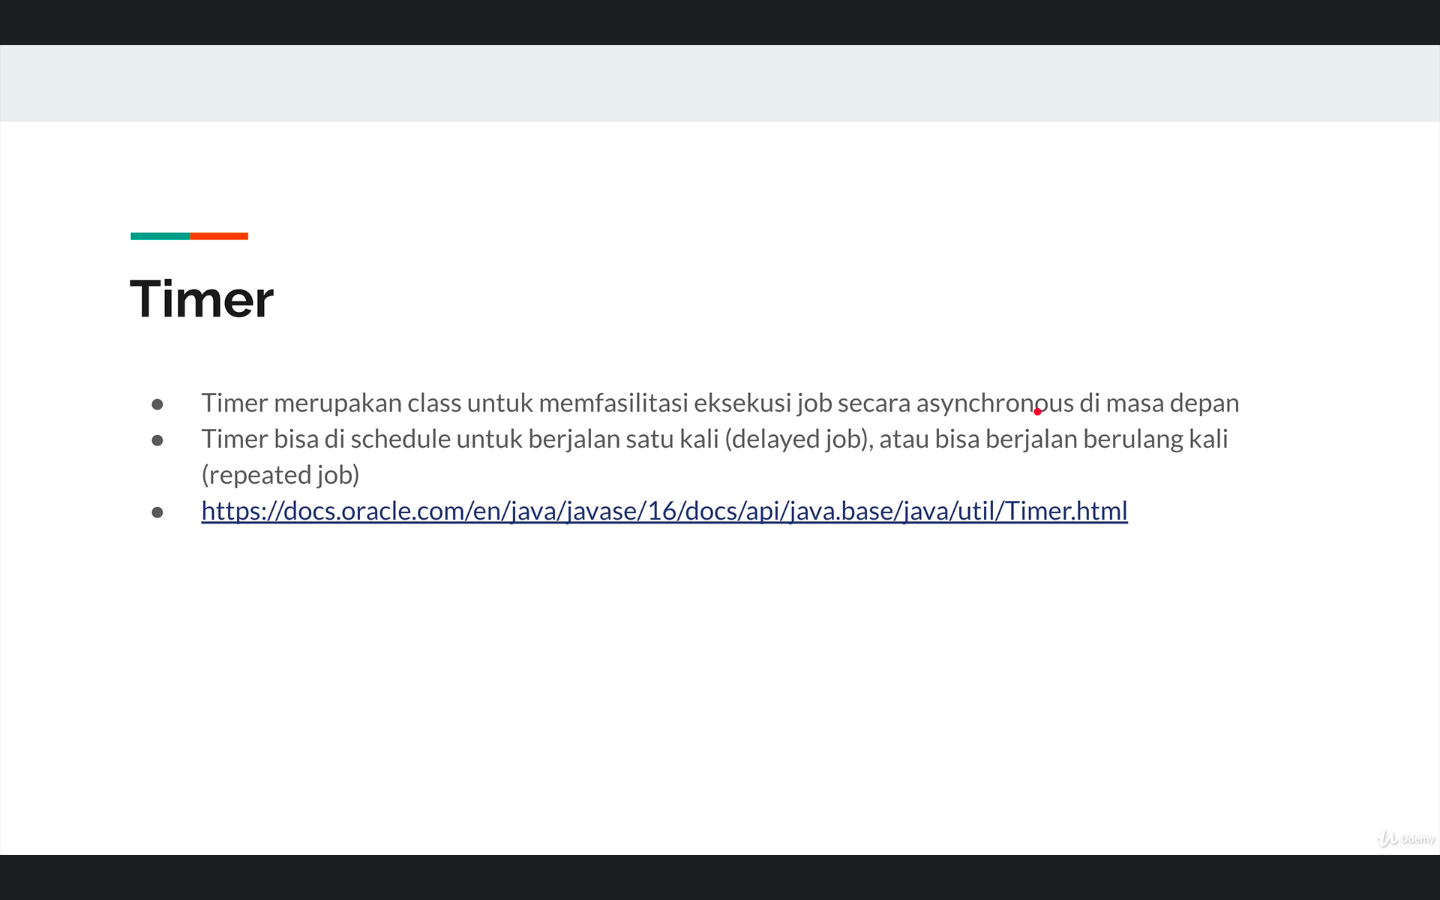 Timer
● Timer merupakan class untuk memfasilitasi eksekusi job secara asynchronous di masa depan
● Timer bisa di schedule untuk berjalan satu kali (delayed job), atau bisa berjalan berulang kali
(repeated job)
● https://docs.oracle.com/en/java/javase/16/docs/api/java.base/java/util/Timer.html
Udemy